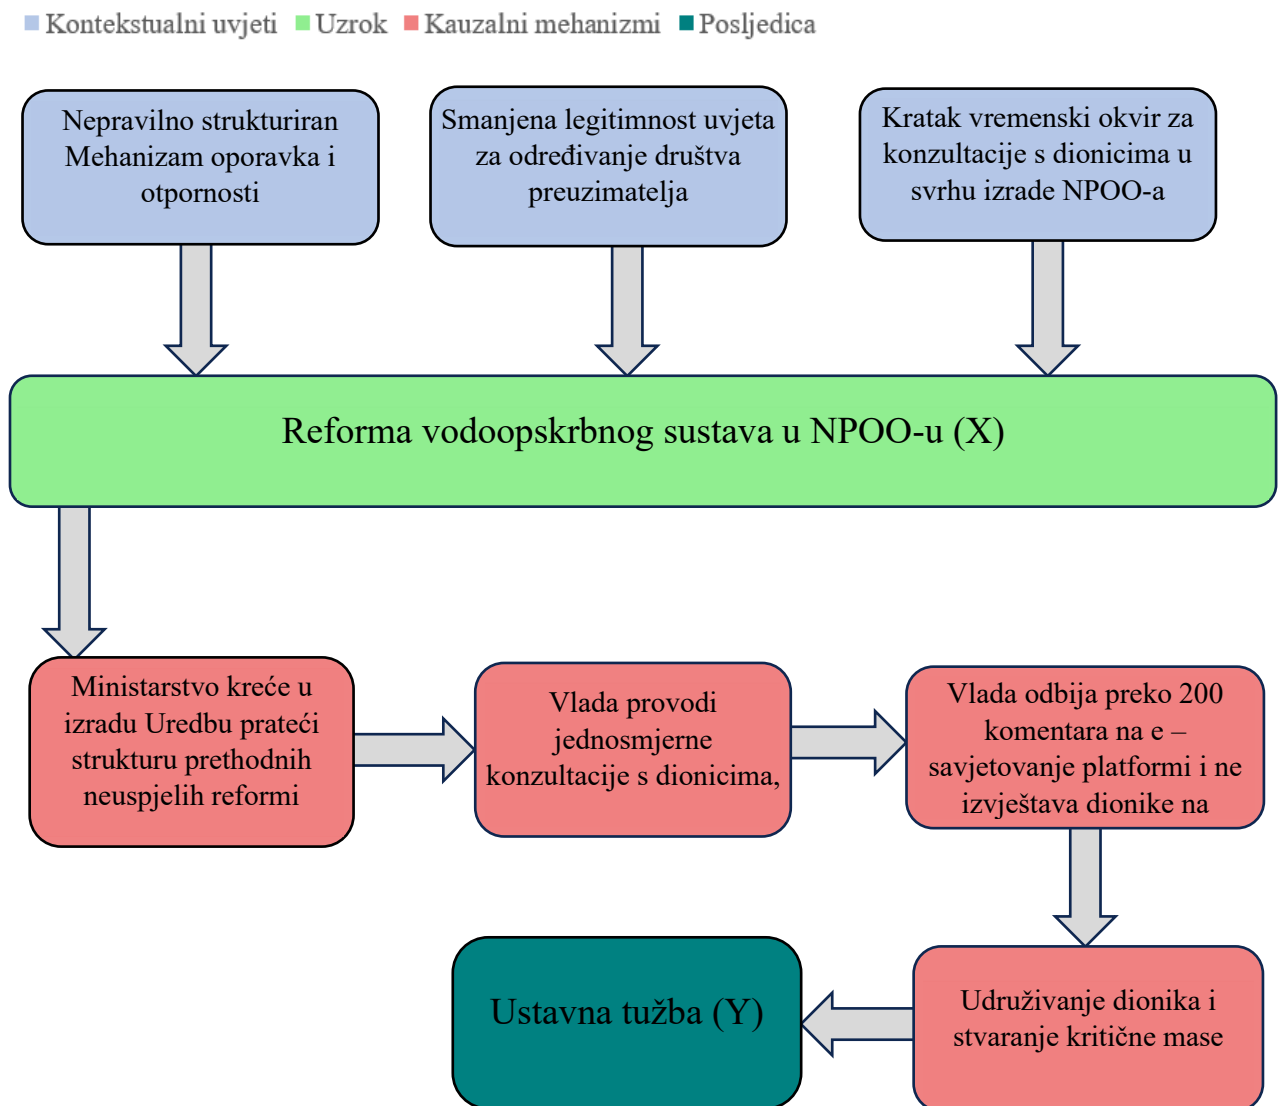 Kontekstualni uvjeti Uzrok Kauzalni mehanizmi Posljedica
Nepravilno strukturiran
Mehanizam oporavka i
otpornosti
Smanjena legitimnost uvjeta
za određivanje društva
preuzimatelja
Kratak vremenski okvir za
konzultacije s dionicima u
svrhu izrade NPOO-a
Reforma vodoopskrbnog sustava u NPOO-u (X)
Ministarstvo kreće u
izradu Uredbu prateći
strukturu prethodnih
neuspjelih reformi
Vlada provodi
jednosmjerne
konzultacije s dionicima,
Vlada odbija preko 200
komentara na e –
savjetovanje platformi i ne
izvještava dionike na
Udruživanje dionika i
stvaranje kritične mase
Ustavna tužba (Y)